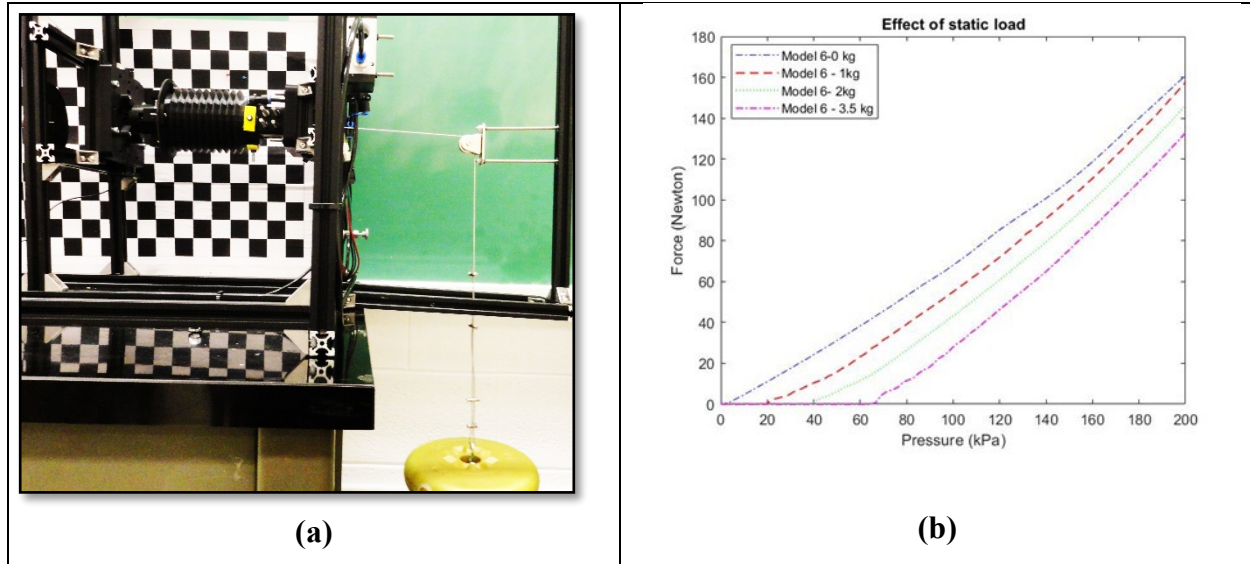 (a)
Effect of static load
180
160
140
120
100
80
60
40
20
0
Force (Newton)
Model 6-0 kg
Model 6 - 1kg
Model 6- 2kg
Model 6 - 3.5 kg
0 20 40 60 80 100 120 140 160 180 200
Pressure (kPa)
(b)